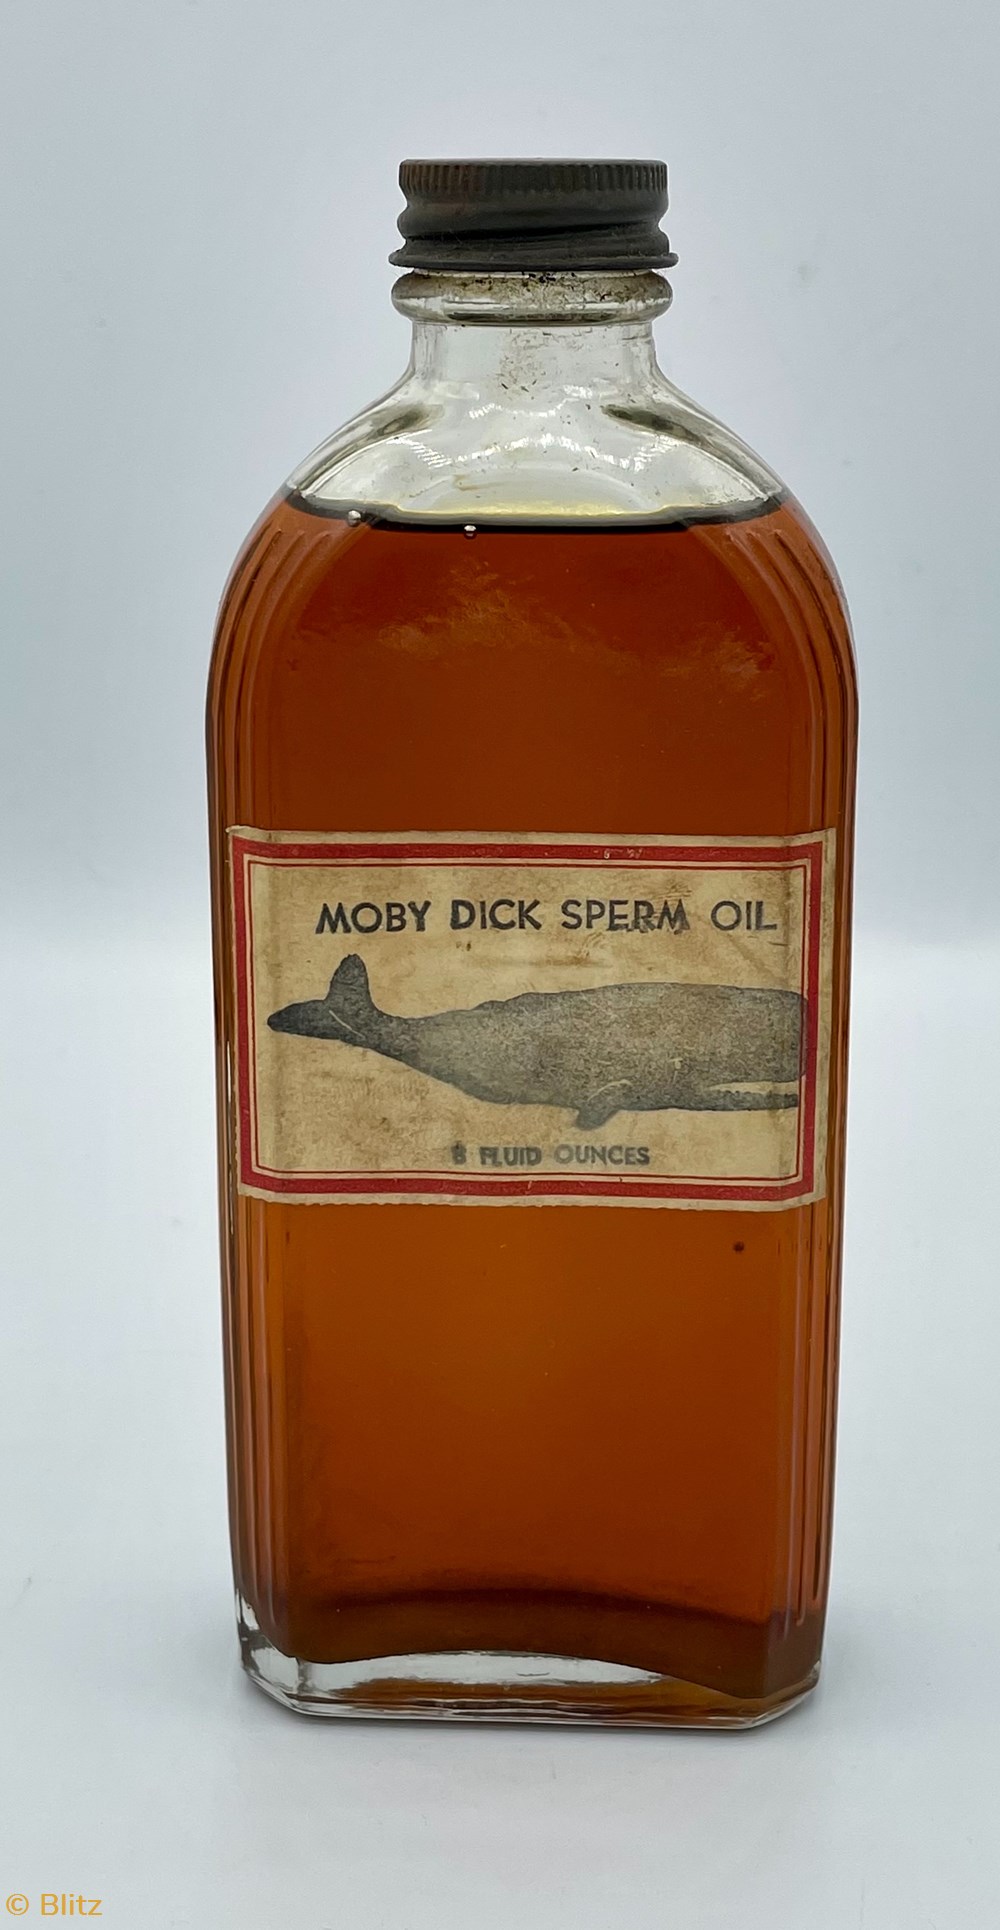 MOBY DICK SPERM OIL
8 FLUID OUNCES
© Blitz